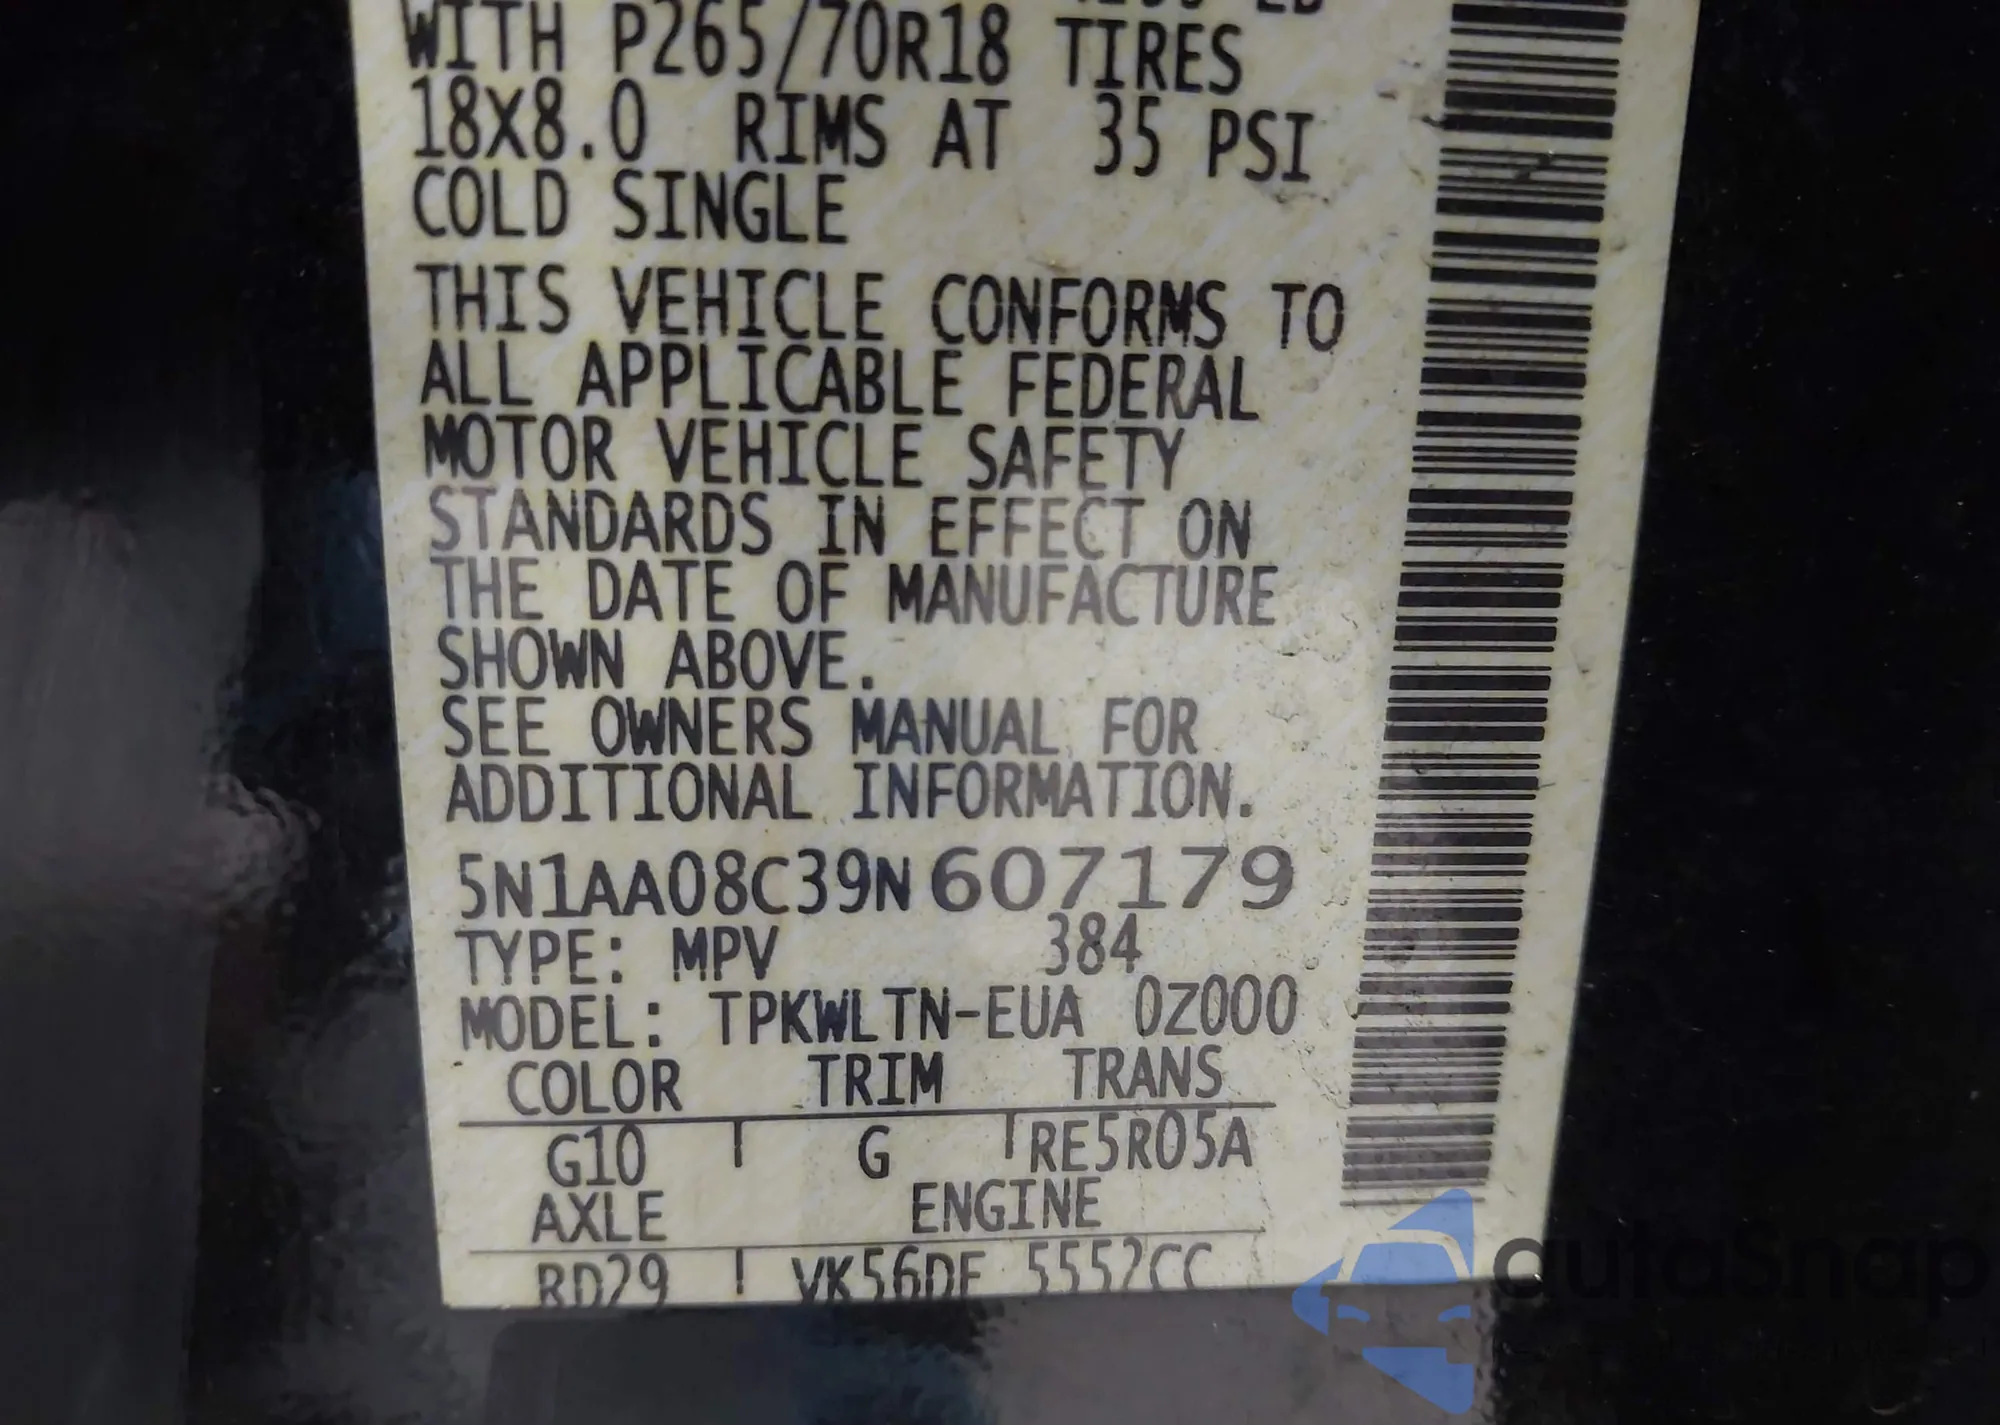 WITH P265/70R18 TIRES
18X8.0 RIMS AT 35 PSI
COLD SINGLE
THIS VEHICLE CONFORMS TO
ALL APPLICABLE FEDERAL
MOTOR VEHICLE SAFETY
STANDARDS IN EFFECT ON
THE DATE OF MANUFACTURE
SHOWN ABOVE.
SEE OWNERS MANUAL FOR
ADDITIONAL INFORMATION.
5N1AA08C39N607179
TYPE: MPV 384
MODEL: TPKWLTN-EUA 0Z000
COLOR TRIM TRANS
G10 G RE5R05A
AXLE ENGINE
RD29 VK56DE 5552CC
autasnap